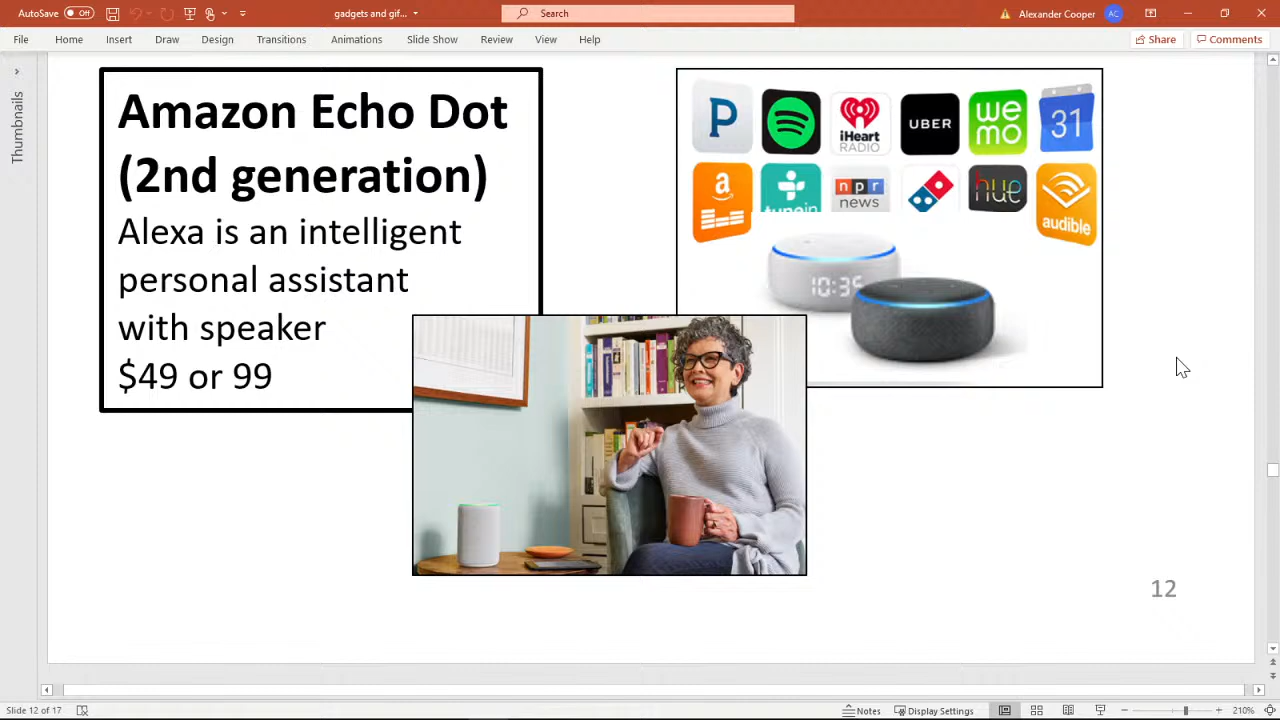 AutoSave Off gadgets and gif... Search Alexander Cooper AC
File Home Insert Draw Design Transitions Animations Slide Show Review View Help Share Comments
Thumbnails
Amazon Echo Dot
(2nd generation)
Alexa is an intelligent
personal assistant
with speaker
$49 or 99
P iHeart RADIO UBER we mo 31
a tunein npr news hue audible
10:35
12
Slide 12 of 17 Notes Display Settings 210%